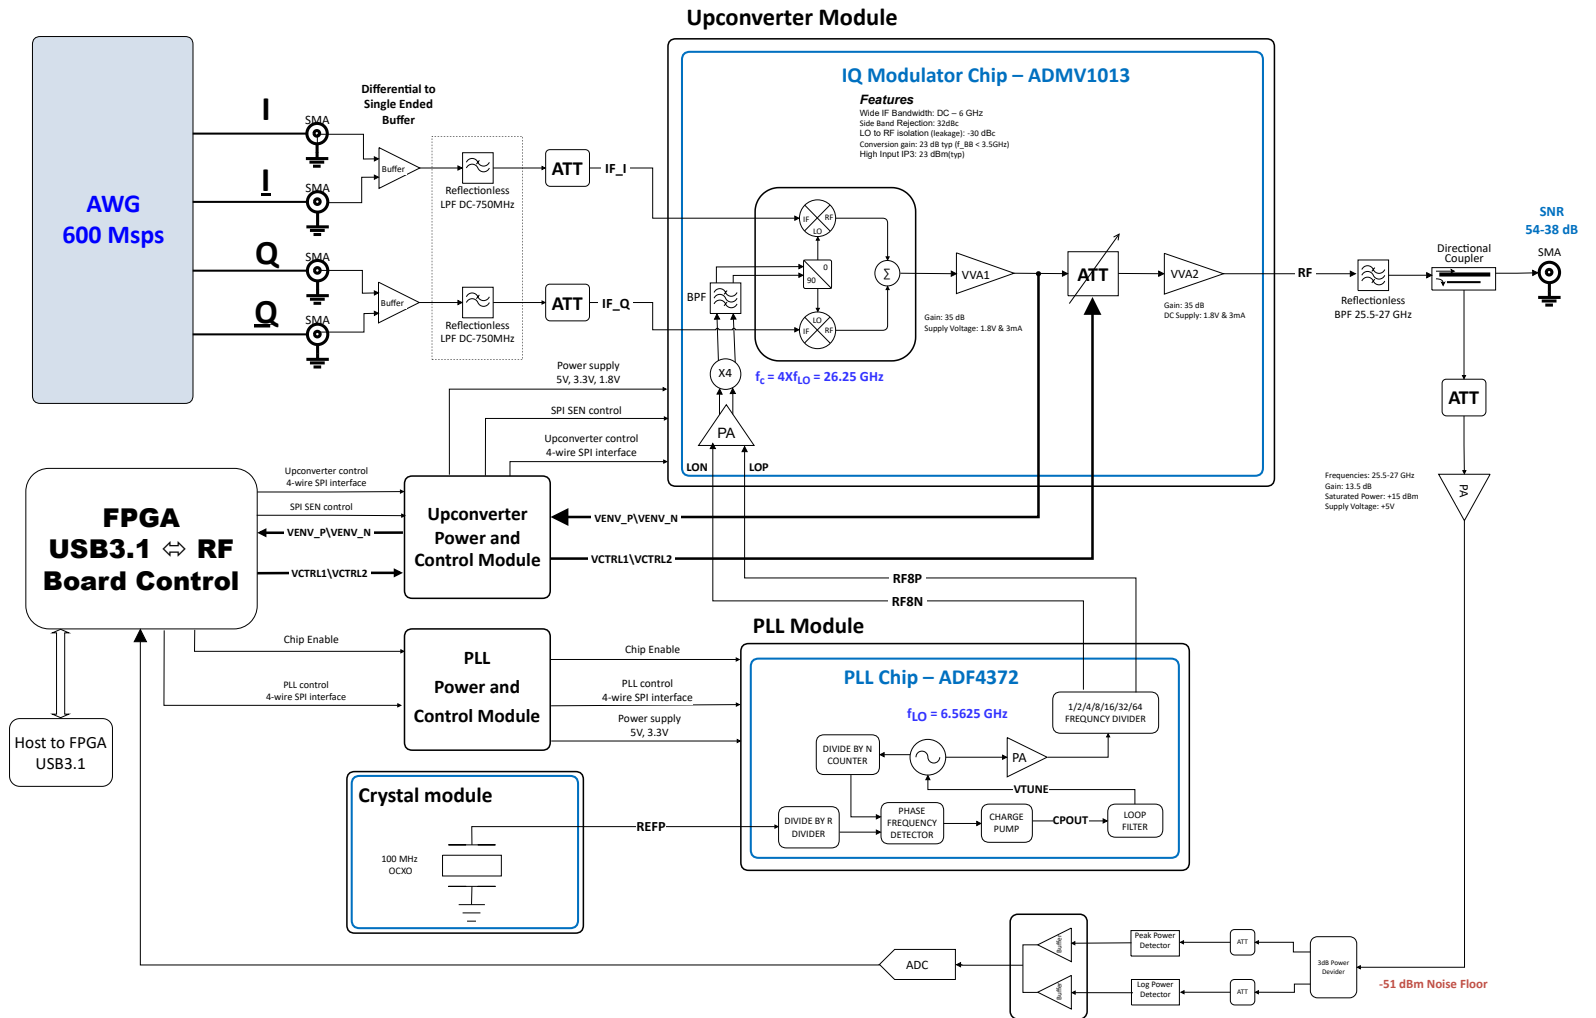 Upconverter Module
IQ Modulator Chip – ADMV1013
Features
Wide IF Bandwidth: DC – 6 GHz
Side Band Rejection: 32dBc
LO to RF isolation (leakage): -30 dBc
Conversion gain: 23 dB typ (f_BB < 3.5GHz)
High Input IP3: 23 dBm(typ)
AWG
600 Msps
I
SMA
I
SMA
Q
SMA
Q
SMA
Differential to
Single Ended
Buffer
Buffer
Buffer
Reflectionless
LPF DC-750MHz
Reflectionless
LPF DC-750MHz
ATT
IF_I
ATT
IF_Q
IF
RF
LO
0
90
LO
IF
RF
Σ
BPF
X4
PA
LON
LOP
f_c = 4Xf_LO = 26.25 GHz
VVA1
Gain: 35 dB
Supply Voltage: 1.8V & 3mA
ATT
VVA2
Gain: 35 dB
DC Supply: 1.8V & 3mA
RF
Reflectionless
BPF 25.5-27 GHz
Directional
Coupler
SNR
54-38 dB
SMA
ATT
Frequencies: 25.5-27 GHz
Gain: 13.5 dB
Saturated Power: +15 dBm
Supply Voltage: +5V
PA
Power supply
5V, 3.3V, 1.8V
SPI SEN control
Upconverter control
4-wire SPI interface
FPGA
USB3.1 ⇔ RF
Board Control
Upconverter control
4-wire SPI interface
SPI SEN control
VENV_P\VENV_N
VCTRL1\VCTRL2
Upconverter
Power and
Control Module
VENV_P\VENV_N
VCTRL1\VCTRL2
RF8P
RF8N
Chip Enable
PLL control
4-wire SPI interface
PLL
Power and
Control Module
Chip Enable
PLL control
4-wire SPI interface
Power supply
5V, 3.3V
Host to FPGA
USB3.1
PLL Module
PLL Chip – ADF4372
f_LO = 6.5625 GHz
1/2/4/8/16/32/64
FREQUNCY DIVIDER
DIVIDE BY N
COUNTER
PA
VTUNE
DIVIDE BY R
DIVIDER
PHASE
FREQUENCY
DETECTOR
CHARGE
PUMP
CPOUT
LOOP
FILTER
Crystal module
100 MHz
OCXO
REFP
ADC
Buffer
Buffer
Peak Power
Detector
Log Power
Detector
ATT
ATT
3dB Power
Devider
-51 dBm Noise Floor